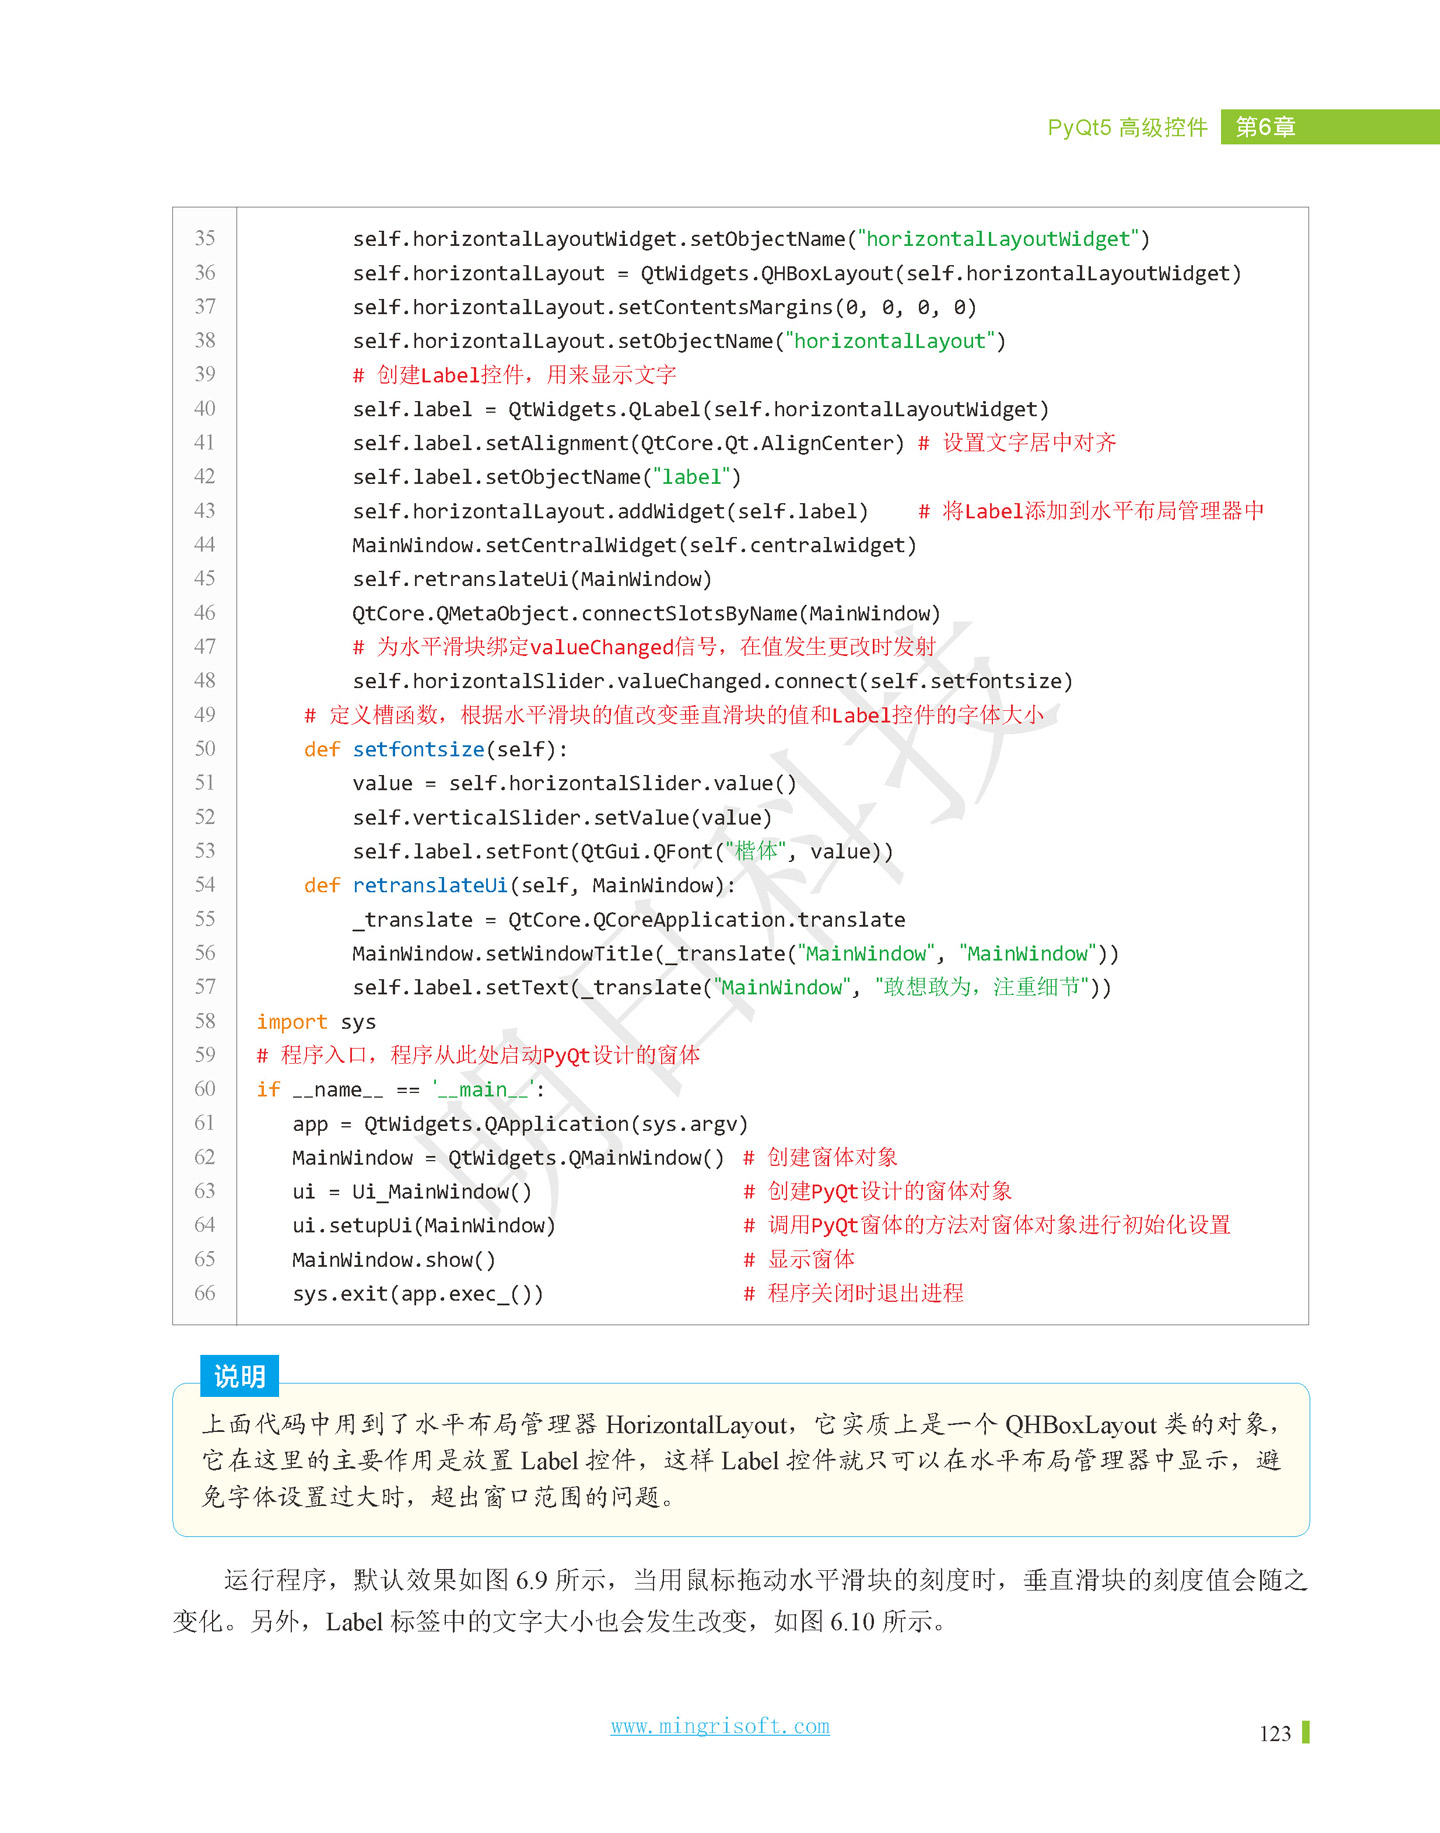 PyQt5 高级控件 第6章
35 self.horizontalLayoutWidget.setObjectName("horizontalLayoutWidget")
36 self.horizontalLayout = QtWidgets.QHBoxLayout(self.horizontalLayoutWidget)
37 self.horizontalLayout.setContentsMargins(0, 0, 0, 0)
38 self.horizontalLayout.setObjectName("horizontalLayout")
39 # 创建Label控件，用来显示文字
40 self.label = QtWidgets.QLabel(self.horizontalLayoutWidget)
41 self.label.setAlignment(QtCore.Qt.AlignCenter) # 设置文字居中对齐
42 self.label.setObjectName("label")
43 self.horizontalLayout.addWidget(self.label) # 将Label添加到水平布局管理器中
44 MainWindow.setCentralWidget(self.centralwidget)
45 self.retranslateUi(MainWindow)
46 QtCore.QMetaObject.connectSlotsByName(MainWindow)
47 # 为水平滑块绑定valueChanged信号，在值发生更改时发射
48 self.horizontalSlider.valueChanged.connect(self.setfontsize)
49 # 定义槽函数，根据水平滑块的值改变垂直滑块的值和Label控件的字体大小
50 def setfontsize(self):
51 value = self.horizontalSlider.value()
52 self.verticalSlider.setValue(value)
53 self.label.setFont(QtGui.QFont("楷体", value))
54 def retranslateUi(self, MainWindow):
55 _translate = QtCore.QCoreApplication.translate
56 MainWindow.setWindowTitle(_translate("MainWindow", "MainWindow"))
57 self.label.setText(_translate("MainWindow", "敢想敢为，注重细节"))
58 import sys
59 # 程序入口，程序从此处启动PyQt设计的窗体
60 if __name__ == '__main__':
61 app = QtWidgets.QApplication(sys.argv)
62 MainWindow = QtWidgets.QMainWindow() # 创建窗体对象
63 ui = Ui_MainWindow() # 创建PyQt设计的窗体对象
64 ui.setupUi(MainWindow) # 调用PyQt窗体的方法对窗体对象进行初始化设置
65 MainWindow.show() # 显示窗体
66 sys.exit(app.exec_()) # 程序关闭时退出进程
明日科技
说明
上面代码中用到了水平布局管理器 HorizontalLayout，它实质上是一个 QHBoxLayout 类的对象，
它在这里的主要作用是放置 Label 控件，这样 Label 控件就只可以在水平布局管理器中显示，避
免字体设置过大时，超出窗口范围的问题。
运行程序，默认效果如图 6.9 所示，当用鼠标拖动水平滑块的刻度时，垂直滑块的刻度值会随之
变化。另外，Label 标签中的文字大小也会发生改变，如图 6.10 所示。
www.mingrisoft.com
123